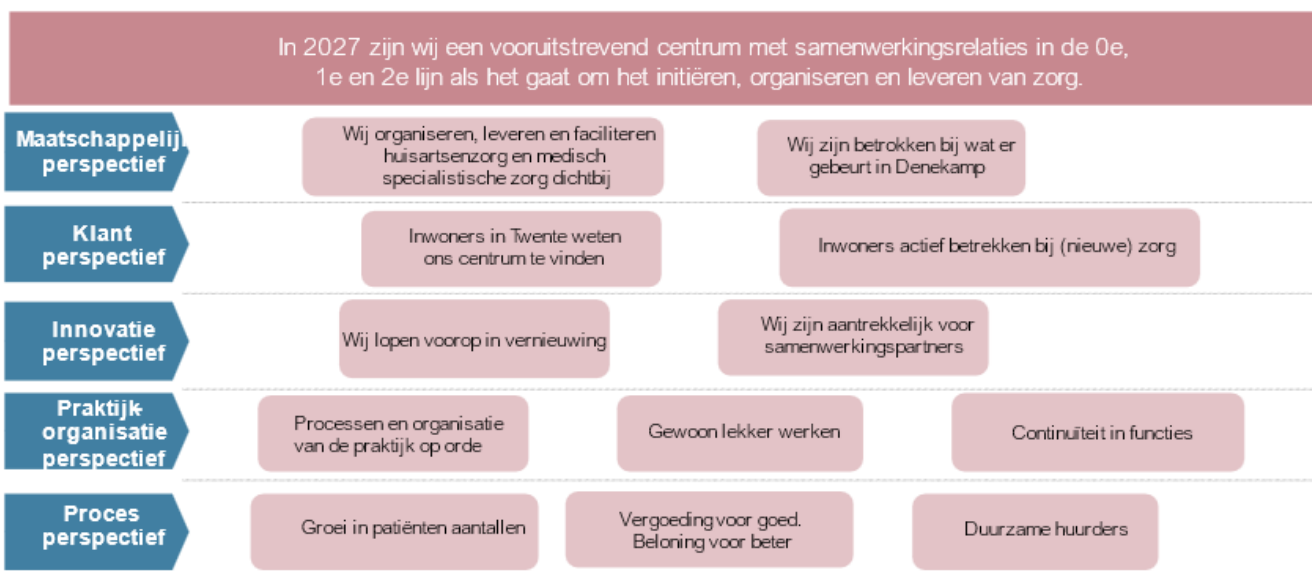 In 2027 zijn wij een vooruitstrevend centrum met samenwerkingsrelaties in de 0e,
1e en 2e lijn als het gaat om het initiëren, organiseren en leveren van zorg.
Maatschappelijk
perspectief
Wij organiseren, leveren en faciliteren
huisartsenzorg en medisch
specialistische zorg dichtbij
Wij zijn betrokken bij wat er
gebeurt in Denekamp
Klant
perspectief
Inwoners in Twente weten
ons centrum te vinden
Inwoners actief betrekken bij (nieuwe) zorg
Innovatie
perspectief
Wij lopen voorop in vernieuwing
Wij zijn aantrekkelijk voor
samenwerkingspartners
Praktijk-
organisatie
perspectief
Processen en organisatie
van de praktijk op orde
Gewoon lekker werken
Continuïteit in functies
Proces
perspectief
Groei in patiënten aantallen
Vergoeding voor goed.
Beloning voor beter
Duurzame huurders